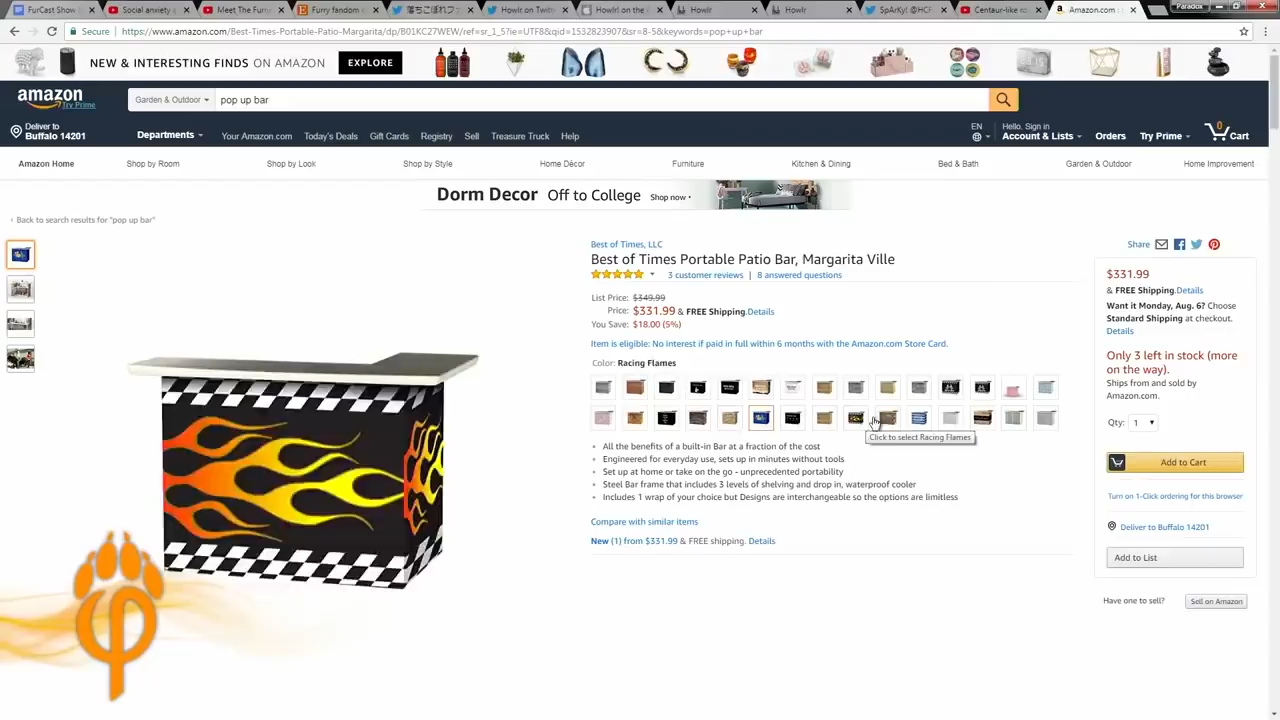 FurCast Show
Social anxiety
Meet The Furri
Furry fandom
落ちこぼれフ
Howlr on Twitt
Howlr! on the
Howlr
Howlr
SpArKy! @HCF
Centaur-like ro
Amazon.com :
Paradox
Secure
https://www.amazon.com/Best-Times-Portable-Patio-Margarita/dp/B01KC27WEW/ref=sr_1_5?ie=UTF8&qid=1532823907&sr=8-5&keywords=pop+up+bar
NEW & INTERESTING FINDS ON AMAZON
EXPLORE
amazon
Try Prime
Garden & Outdoor
pop up bar
Deliver to
Buffalo 14201
Departments
Your Amazon.com
Today's Deals
Gift Cards
Registry
Sell
Treasure Truck
Help
EN
Hello. Sign in
Account & Lists
Orders
Try Prime
0
Cart
Amazon Home
Shop by Room
Shop by Look
Shop by Style
Home Décor
Furniture
Kitchen & Dining
Bed & Bath
Garden & Outdoor
Home Improvement
Dorm Decor Off to College Shop now ›
‹ Back to search results for "pop up bar"
Best of Times, LLC
Best of Times Portable Patio Bar, Margarita Ville
3 customer reviews | 8 answered questions
List Price: $349.99
Price: $331.99 & FREE Shipping. Details
You Save: $18.00 (5%)
Item is eligible: No interest if paid in full within 6 months with the Amazon.com Store Card.
Color: Racing Flames
Click to select Racing Flames
All the benefits of a built-in Bar at a fraction of the cost
Engineered for everyday use, sets up in minutes without tools
Set up at home or take on the go - unprecedented portability
Steel Bar frame that includes 3 levels of shelving and drop in, waterproof cooler
Includes 1 wrap of your choice but Designs are interchangeable so the options are limitless
Compare with similar items
New (1) from $331.99 & FREE shipping. Details
Share
$331.99
& FREE Shipping. Details
Want it Monday, Aug. 6? Choose
Standard Shipping at checkout.
Details
Only 3 left in stock (more
on the way).
Ships from and sold by
Amazon.com.
Qty: 1
Add to Cart
Turn on 1-Click ordering for this browser
Deliver to Buffalo 14201
Add to List
Have one to sell?
Sell on Amazon